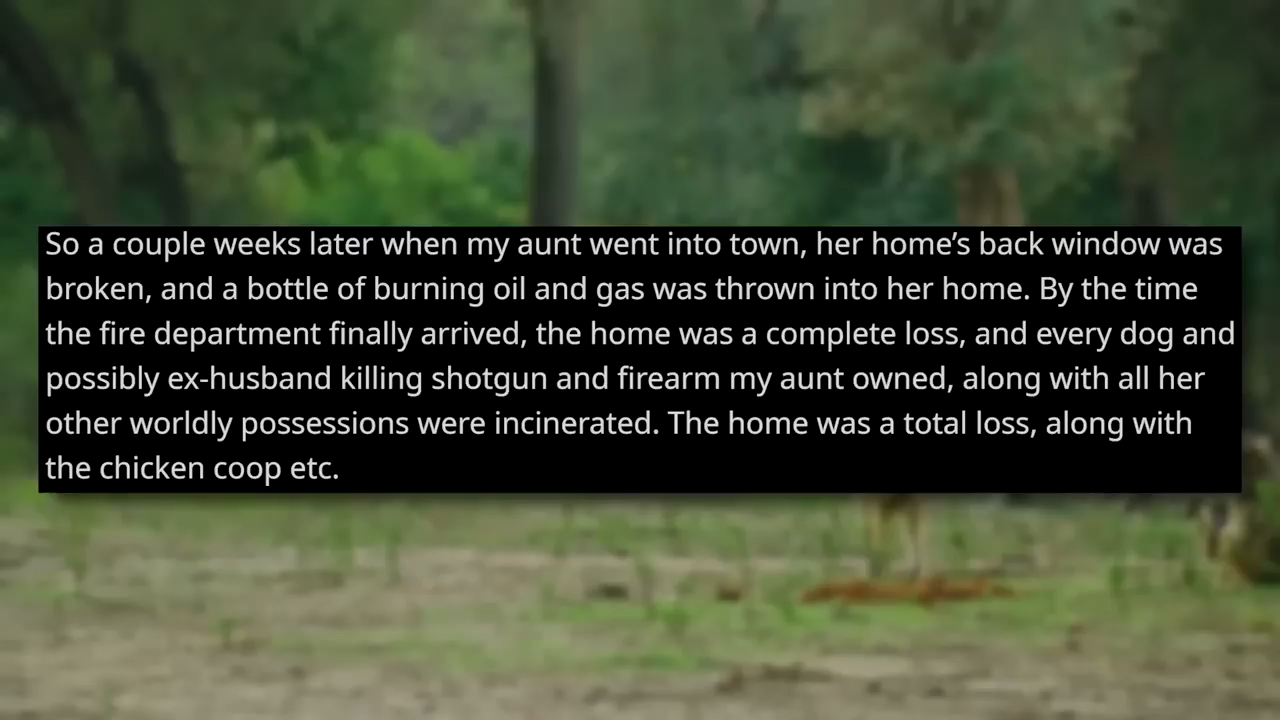 So a couple weeks later when my aunt went into town, her home’s back window was
broken, and a bottle of burning oil and gas was thrown into her home. By the time
the fire department finally arrived, the home was a complete loss, and every dog and
possibly ex-husband killing shotgun and firearm my aunt owned, along with all her
other worldly possessions were incinerated. The home was a total loss, along with
the chicken coop etc.